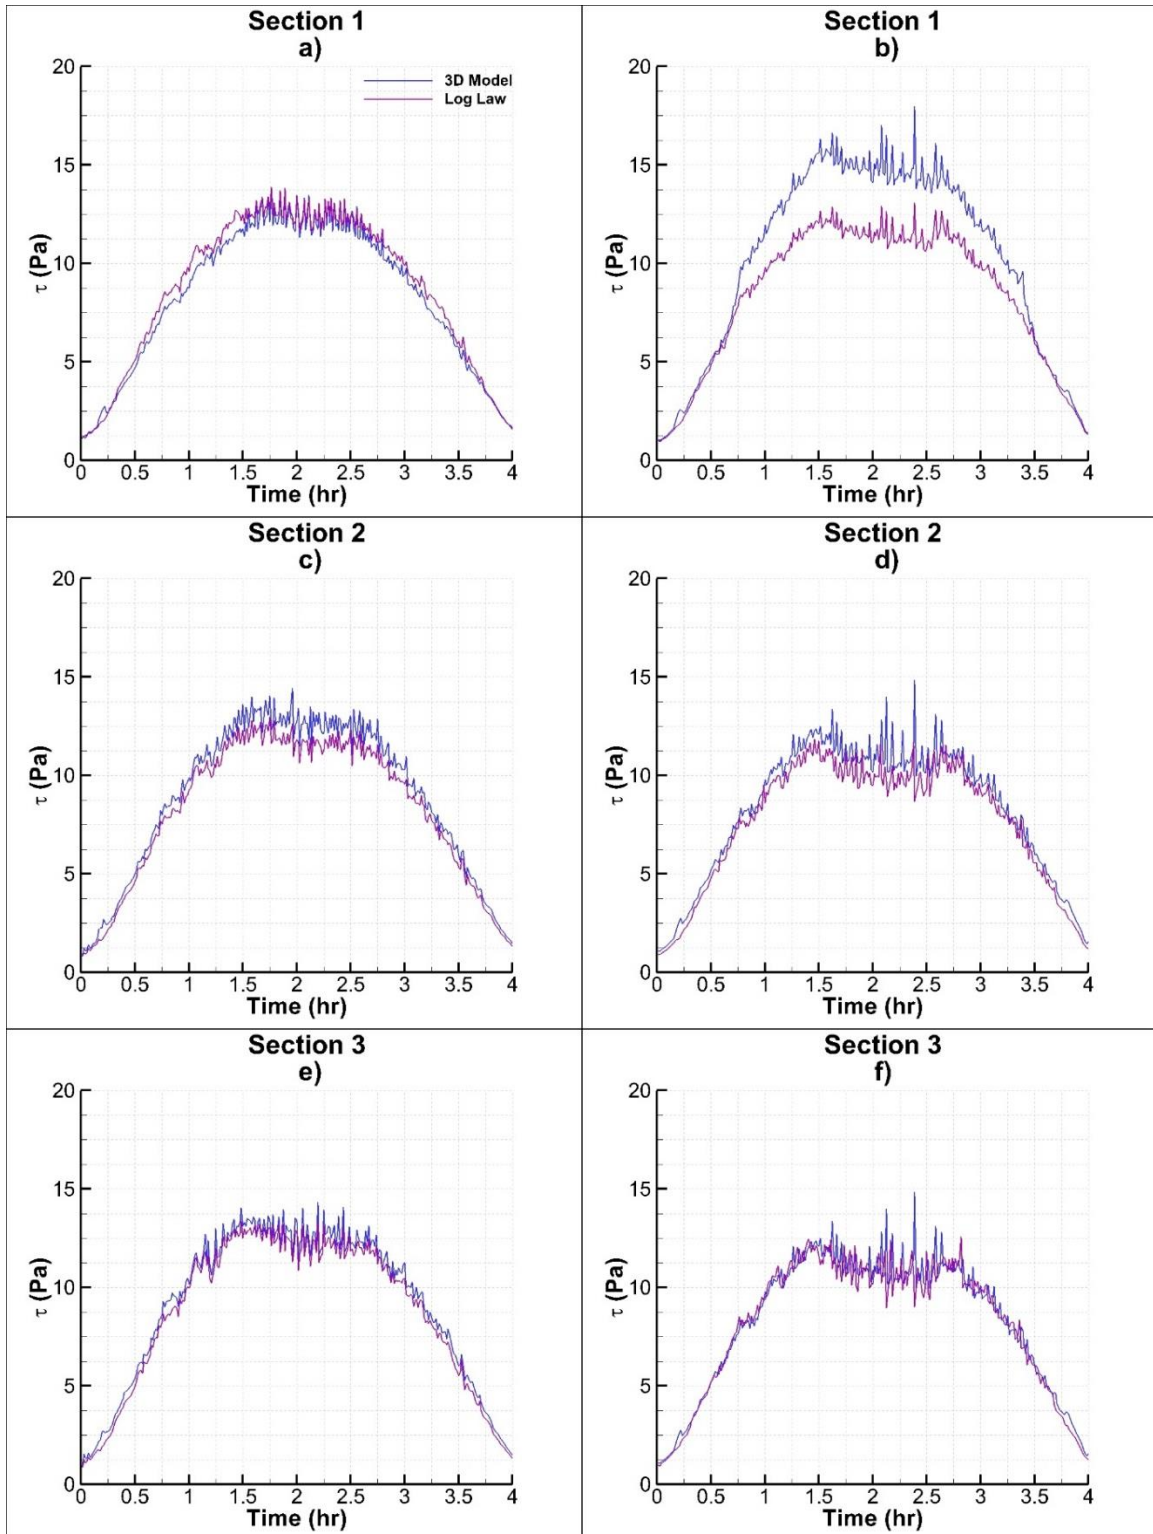 Section 1
a)
20
15
10
5
0
τ (Pa)
3D Model
Log Law
0 0.5 1 1.5 2 2.5 3 3.5 4
Time (hr)
Section 1
b)
20
15
10
5
0
τ (Pa)
0 0.5 1 1.5 2 2.5 3 3.5 4
Time (hr)
Section 2
c)
20
15
10
5
0
τ (Pa)
0 0.5 1 1.5 2 2.5 3 3.5 4
Time (hr)
Section 2
d)
20
15
10
5
0
τ (Pa)
0 0.5 1 1.5 2 2.5 3 3.5 4
Time (hr)
Section 3
e)
20
15
10
5
0
τ (Pa)
0 0.5 1 1.5 2 2.5 3 3.5 4
Time (hr)
Section 3
f)
20
15
10
5
0
τ (Pa)
0 0.5 1 1.5 2 2.5 3 3.5 4
Time (hr)